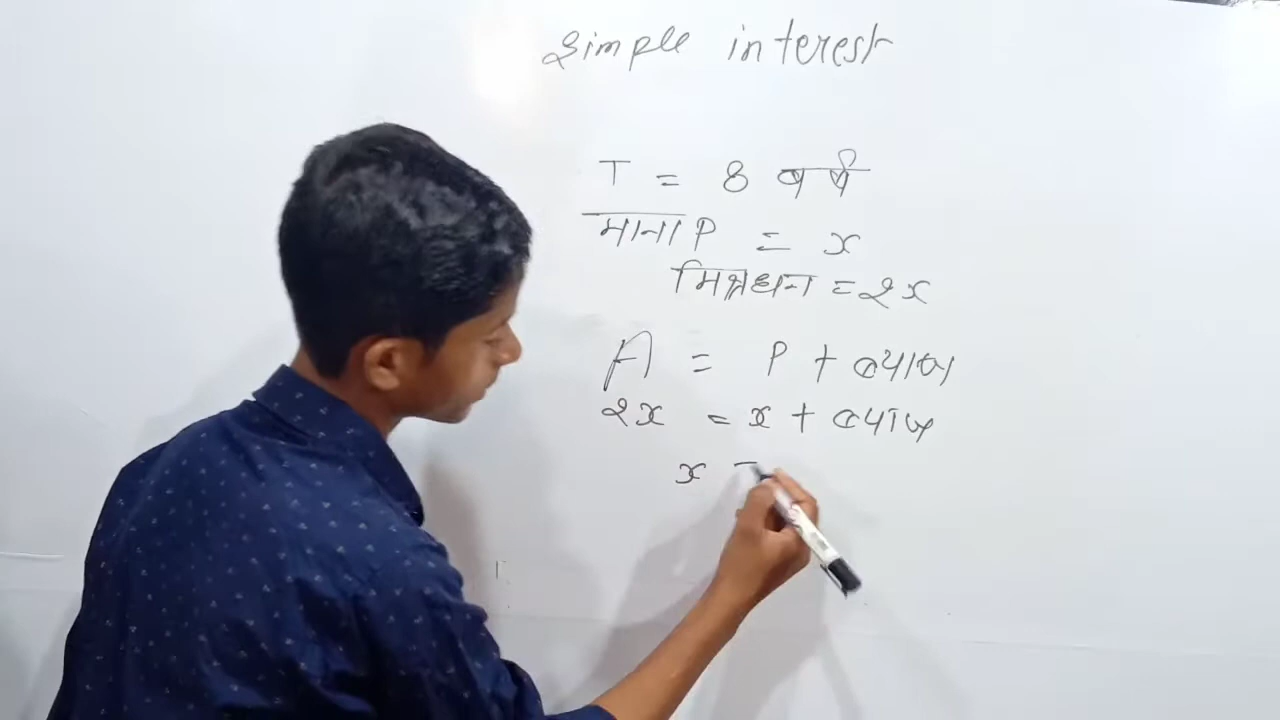 Simple interest
T = 8 वर्ष
माना P = x
मिश्रधन = 2x
A = P + ब्याज
2x = x + ब्याज
x =